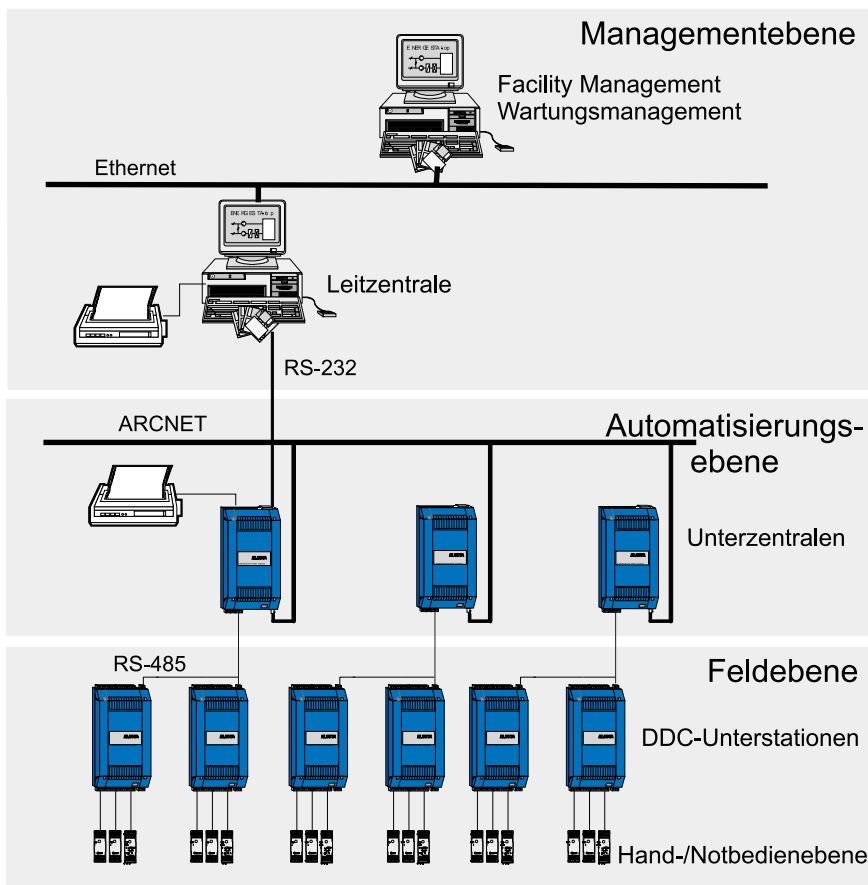 Managementebene
Facility Management
Wartungsmanagement
Ethernet
Leitzentrale
RS-232
ARCNET
Automatisierungs-
ebene
Unterzentralen
RS-485
Feldebene
DDC-Unterstationen
Hand-/Notbedienebene